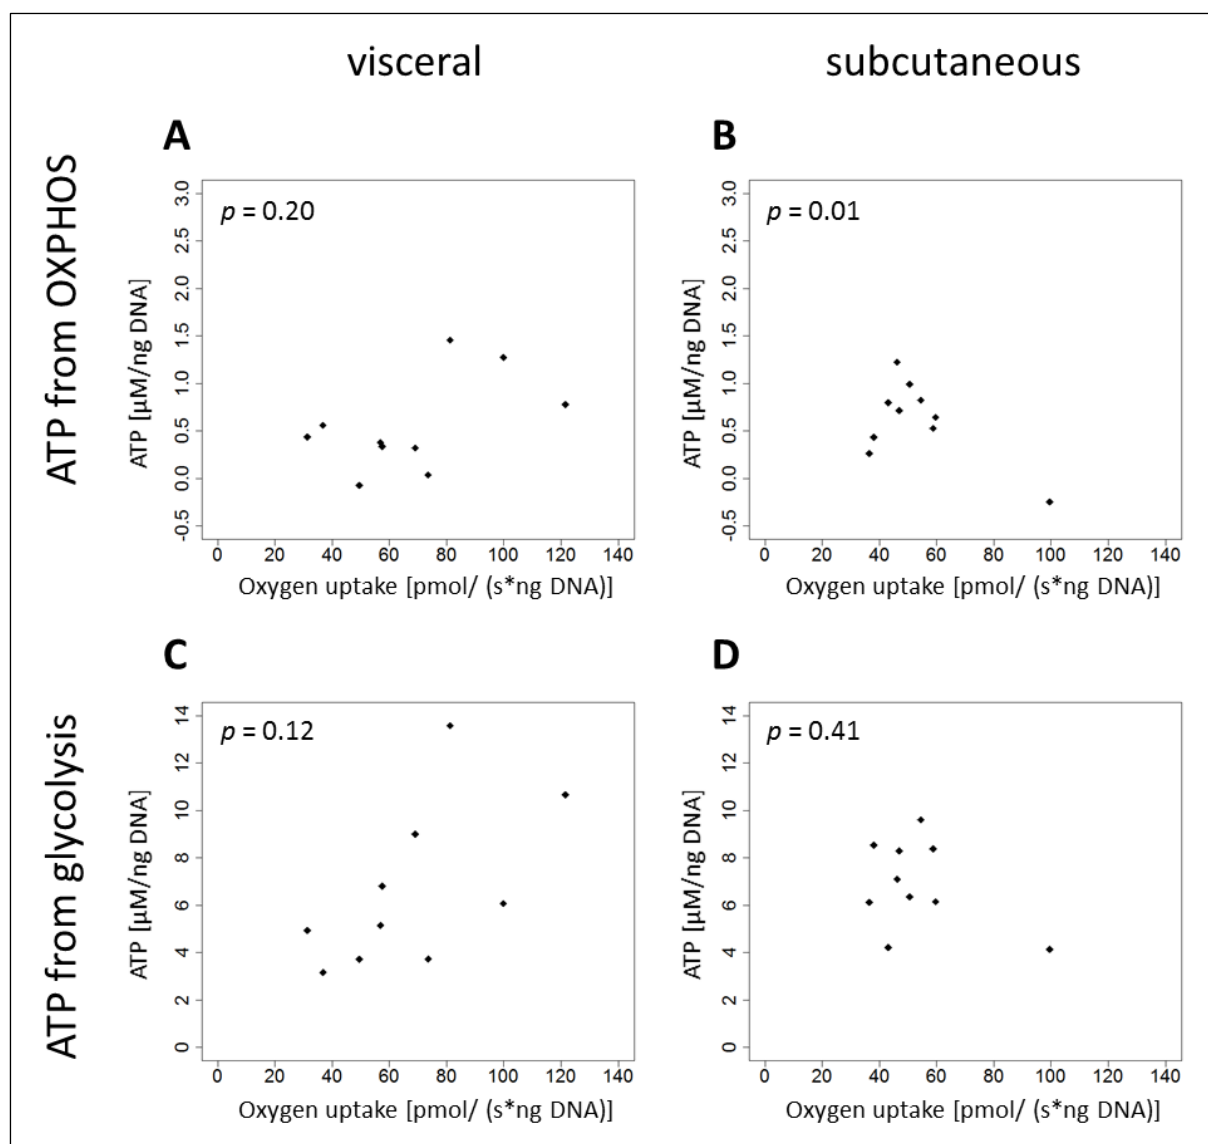 visceral
subcutaneous
ATP from OXPHOS
A
p = 0.20
ATP [µM/ng DNA]
3.0
2.5
2.0
1.5
1.0
0.5
0.0
-0.5
0 20 40 60 80 100 120 140
Oxygen uptake [pmol/ (s*ng DNA)]
B
p = 0.01
ATP [µM/ng DNA]
3.0
2.5
2.0
1.5
1.0
0.5
0.0
-0.5
0 20 40 60 80 100 120 140
Oxygen uptake [pmol/ (s*ng DNA)]
ATP from glycolysis
C
p = 0.12
ATP [µM/ng DNA]
14
12
10
8
6
4
2
0
0 20 40 60 80 100 120 140
Oxygen uptake [pmol/ (s*ng DNA)]
D
p = 0.41
ATP [µM/ng DNA]
14
12
10
8
6
4
2
0
0 20 40 60 80 100 120 140
Oxygen uptake [pmol/ (s*ng DNA)]